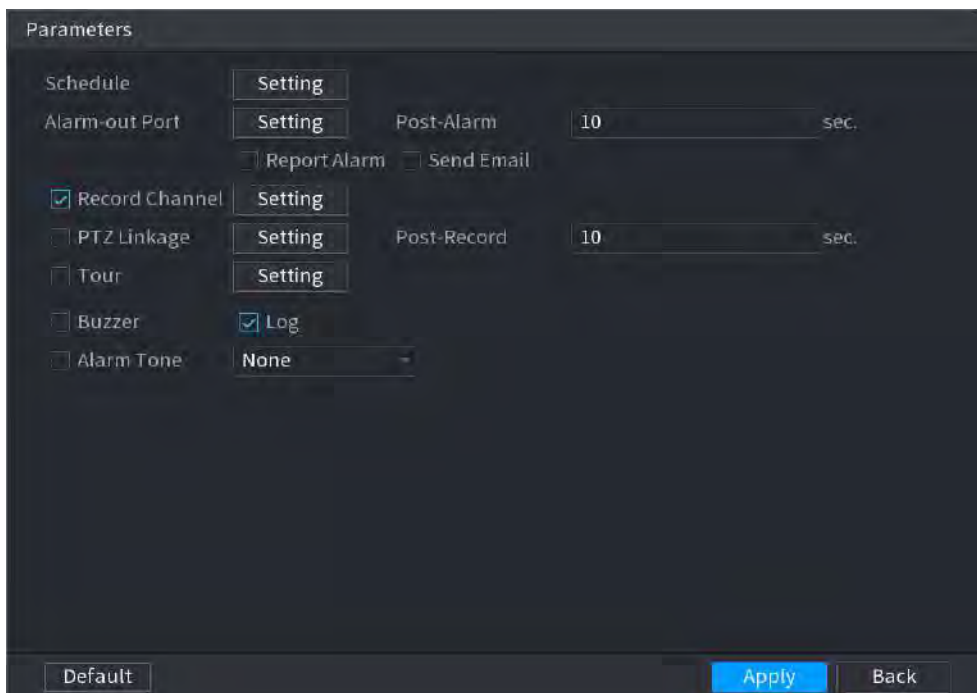 Parameters
Schedule Setting
Alarm-out Port Setting Post-Alarm 10 sec.
Report Alarm Send Email
Record Channel Setting
PTZ Linkage Setting Post-Record 10 sec.
Tour Setting
Buzzer Log
Alarm Tone None
Default Apply Back